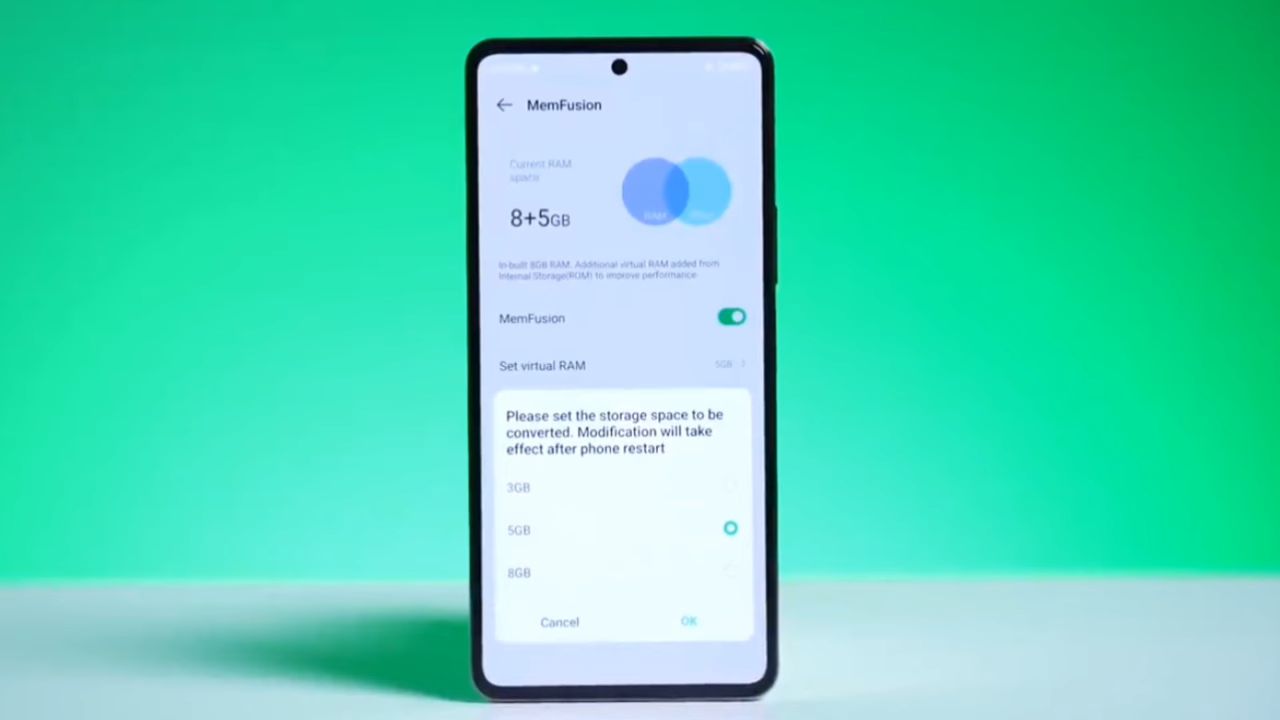 MemFusion
Current RAM
space
8+5GB
RAM
In-built 8GB RAM. Additional virtual RAM added from
Internal Storage(ROM) to improve performance
MemFusion
Set virtual RAM 5GB
Please set the storage space to be
converted. Modification will take
effect after phone restart
3GB
5GB
8GB
Cancel OK